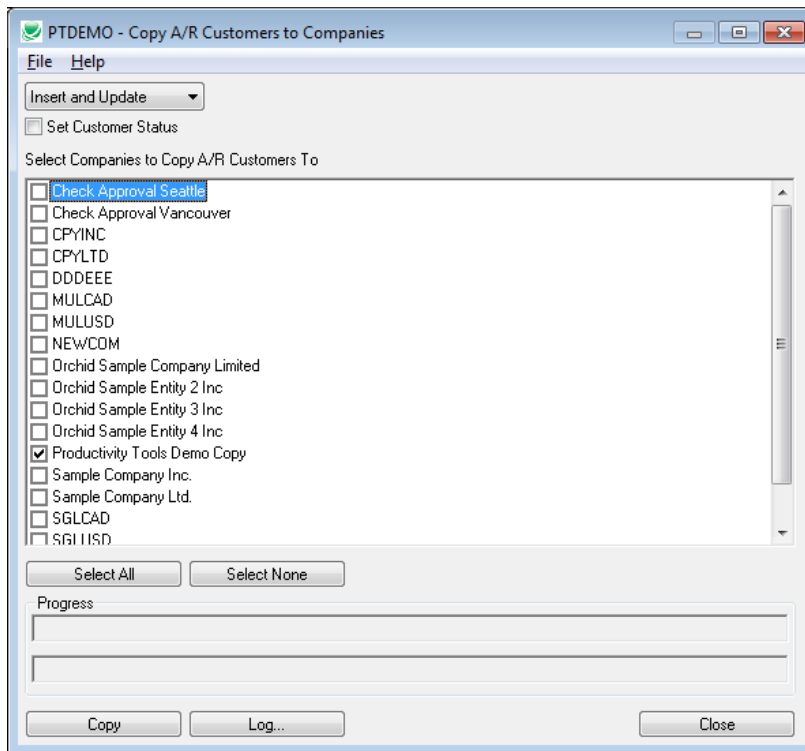 PTDEMO - Copy A/R Customers to Companies
File Help
Insert and Update
Set Customer Status
Select Companies to Copy A/R Customers To
Check Approval Seattle
Check Approval Vancouver
CPYINC
CPYLTD
DDDEEE
MULCAD
MULUSD
NEWCOM
Orchid Sample Company Limited
Orchid Sample Entity 2 Inc
Orchid Sample Entity 3 Inc
Orchid Sample Entity 4 Inc
Productivity Tools Demo Copy
Sample Company Inc.
Sample Company Ltd.
SGLCAD
SGLUSD
Select All Select None
Progress
Copy Log... Close